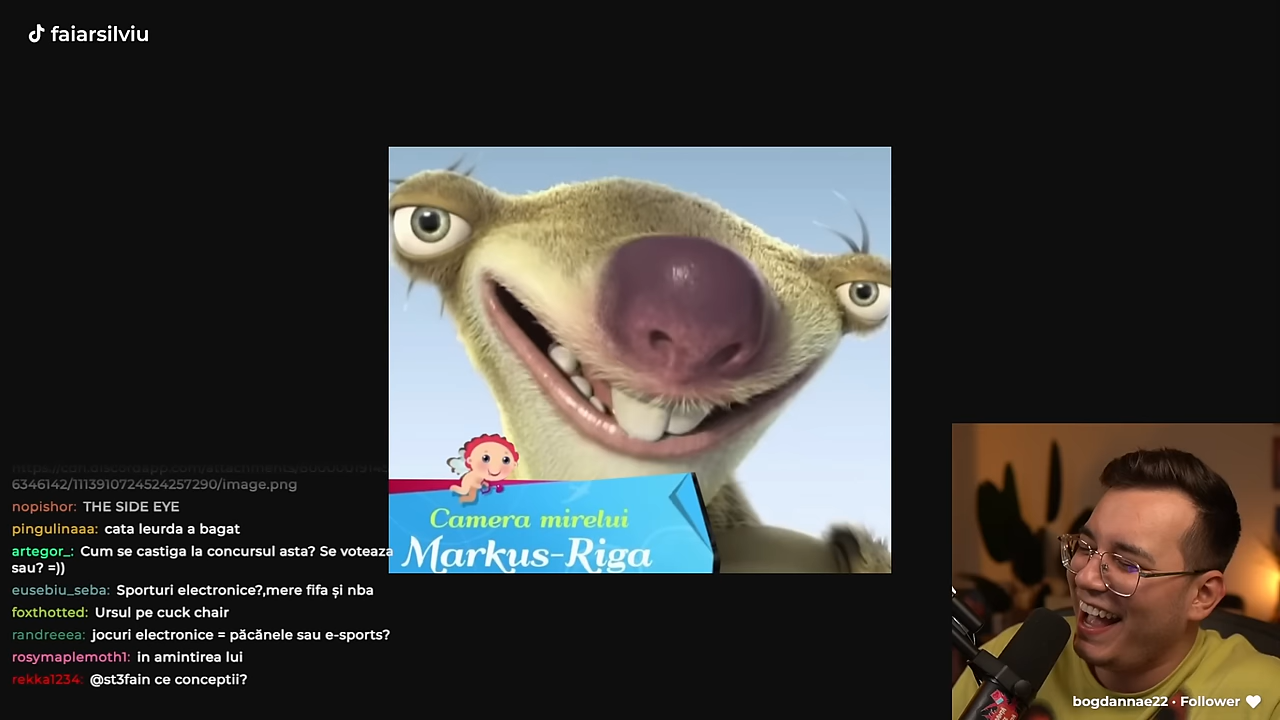 faiarsilviu
6346142/1113910724524257290/image.png
nopishor: THE SIDE EYE
pingulinaaa: cata leurda a bagat
artegor_: Cum se castiga la concursul asta? Se voteaza
sau? =))
eusebiu_seba: Sporturi electronice?,mere fifa și nba
foxthotted: Ursul pe cuck chair
randreeea: jocuri electronice = păcănele sau e-sports?
rosymaplemoth1: in amintirea lui
rekka1234: @st3fain ce conceptii?
Camera mirelui
Markus-Riga
bogdannae22 · Follower